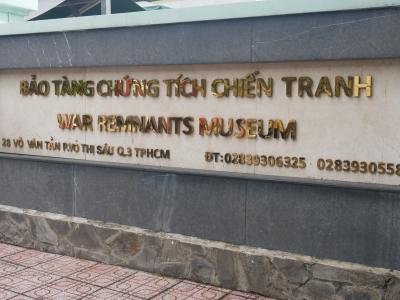 BẢO TÀNG CHỨNG TÍCH CHIẾN TRANH
WAR REMNANTS MUSEUM
28 VÕ VĂN TẦN P.VÕ THỊ SÁU Q.3 TPHCM ĐT:02839306325 0283930558